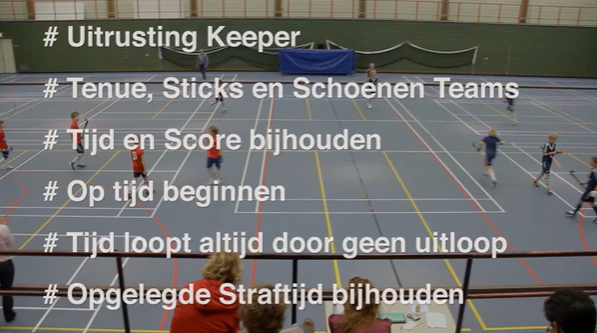 # Uitrusting Keeper
# Tenue, Sticks en Schoenen Teams
# Tijd en Score bijhouden
# Op tijd beginnen
# Tijd loopt altijd door geen uitloop
# Opgelegde Straftijd bijhouden